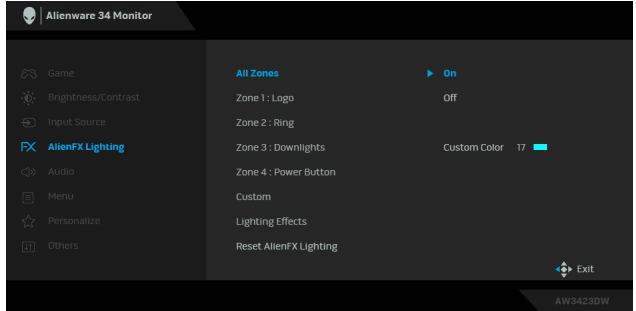 Alienware 34 Monitor
Game
Brightness/Contrast
Input Source
FX AlienFX Lighting
Audio
Menu
Personalize
Others
All Zones On
Zone 1 : Logo Off
Zone 2 : Ring
Zone 3 : Downlights Custom Color 17
Zone 4 : Power Button
Custom
Lighting Effects
Reset AlienFX Lighting
Exit
AW3423DW